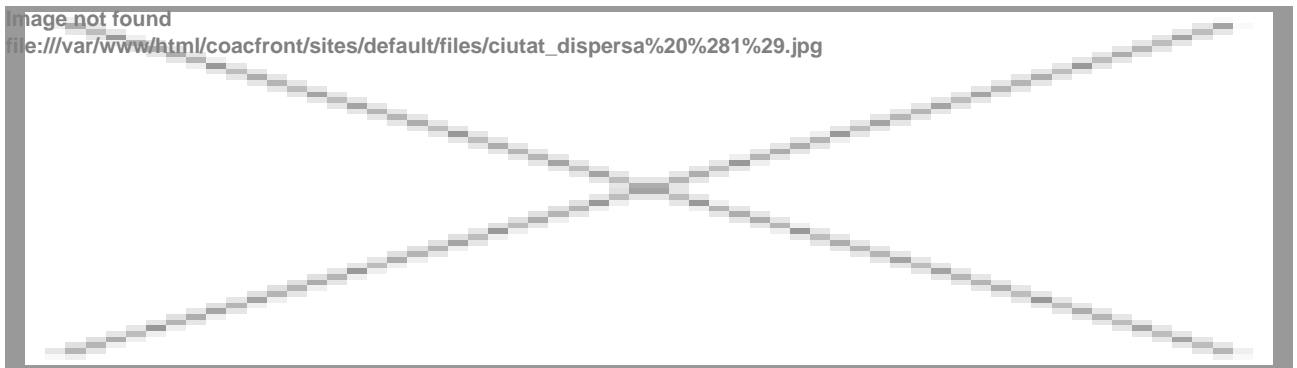 Image not found
file:///var/www/html/coacfront/sites/default/files/ciutat_dispersa%20%281%29.jpg